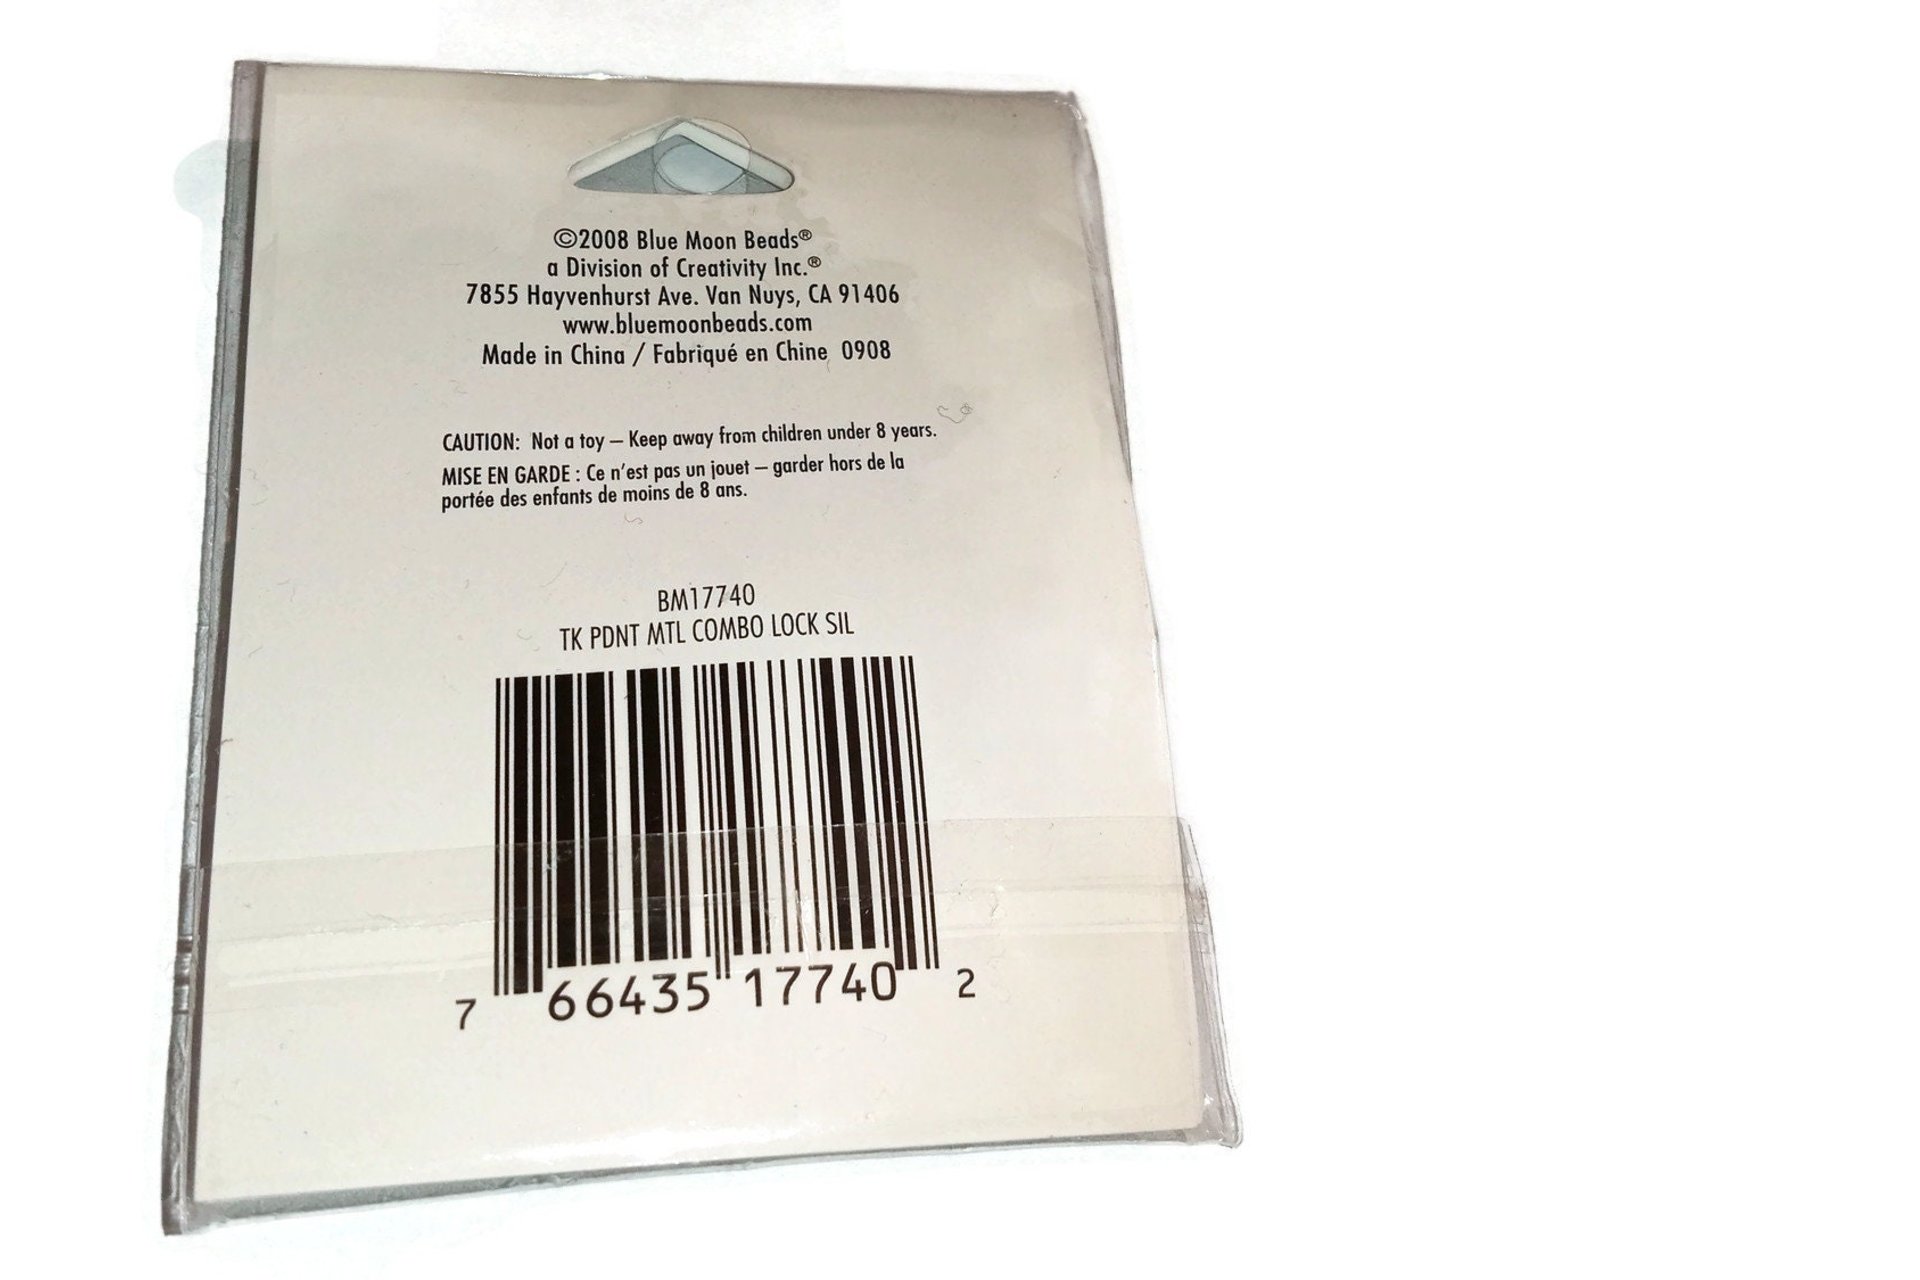 ©2008 Blue Moon Beads®
a Division of Creativity Inc.®
7855 Hayvenhurst Ave. Van Nuys, CA 91406
www.bluemoonbeads.com
Made in China / Fabriqué en Chine 0908
CAUTION: Not a toy – Keep away from children under 8 years.
MISE EN GARDE : Ce n'est pas un jouet – garder hors de la
portée des enfants de moins de 8 ans.
BM17740
TK PDNT MTL COMBO LOCK SIL
7 66435 17740 2